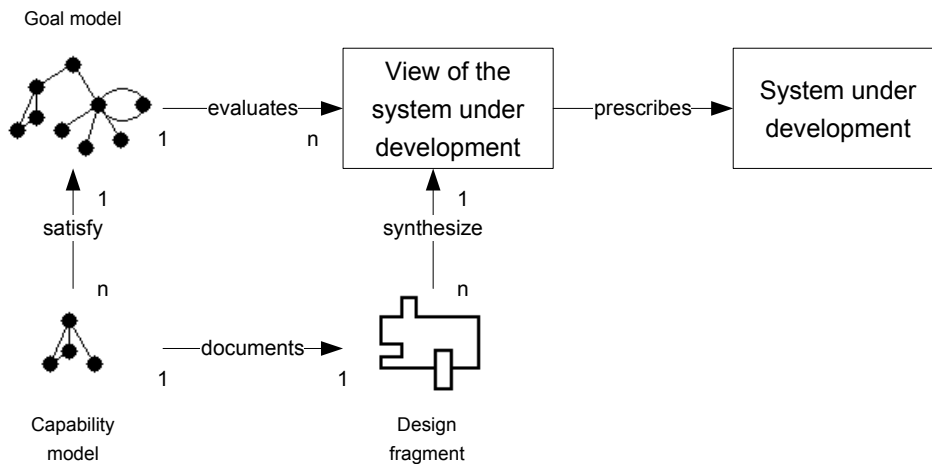 Goal model
View of the
system under
development
System under
development
evaluates
prescribes
1
n
1
1
satisfy
synthesize
n
n
documents
1
1
Capability
model
Design
fragment